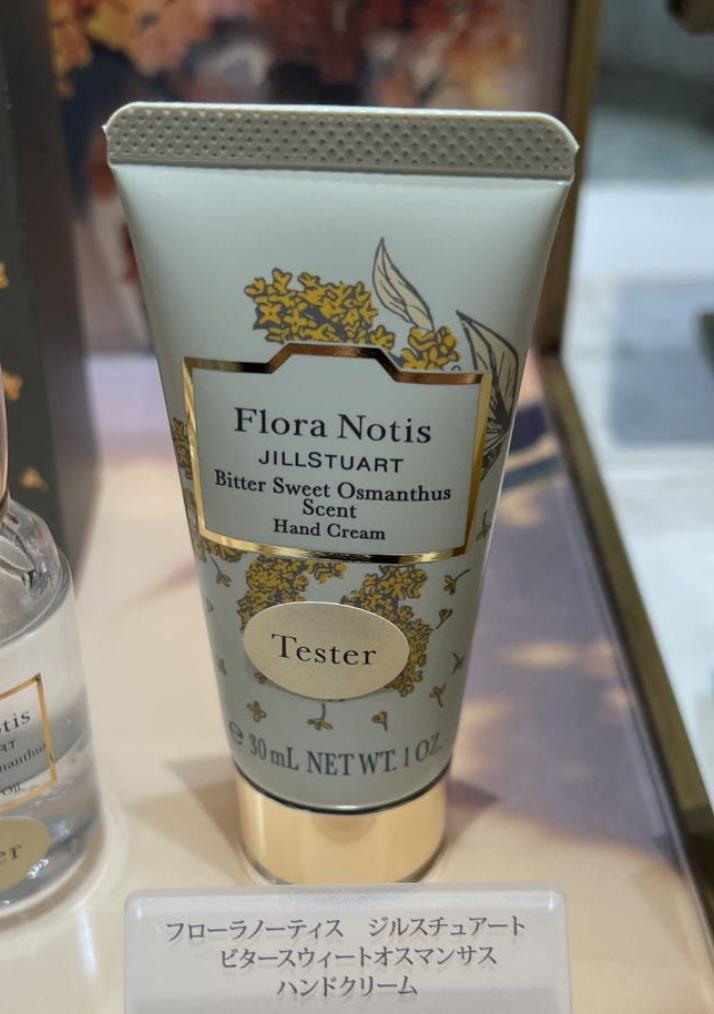 Flora Notis
JILLSTUART
Bitter Sweet Osmanthus
Scent
Hand Cream
Tester
℮ 30 mL NET WT. 1 OZ.
フローラノーティス ジルスチュアート
ビタースウィートオスマンサス
ハンドクリーム